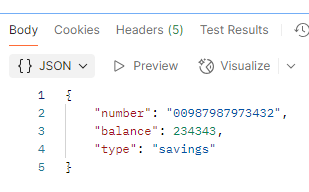 Body Cookies Headers (5) Test Results
{} JSON Preview Visualize
1 {
2 "number": "00987987973432",
3 "balance": 234343,
4 "type": "savings"
5 }